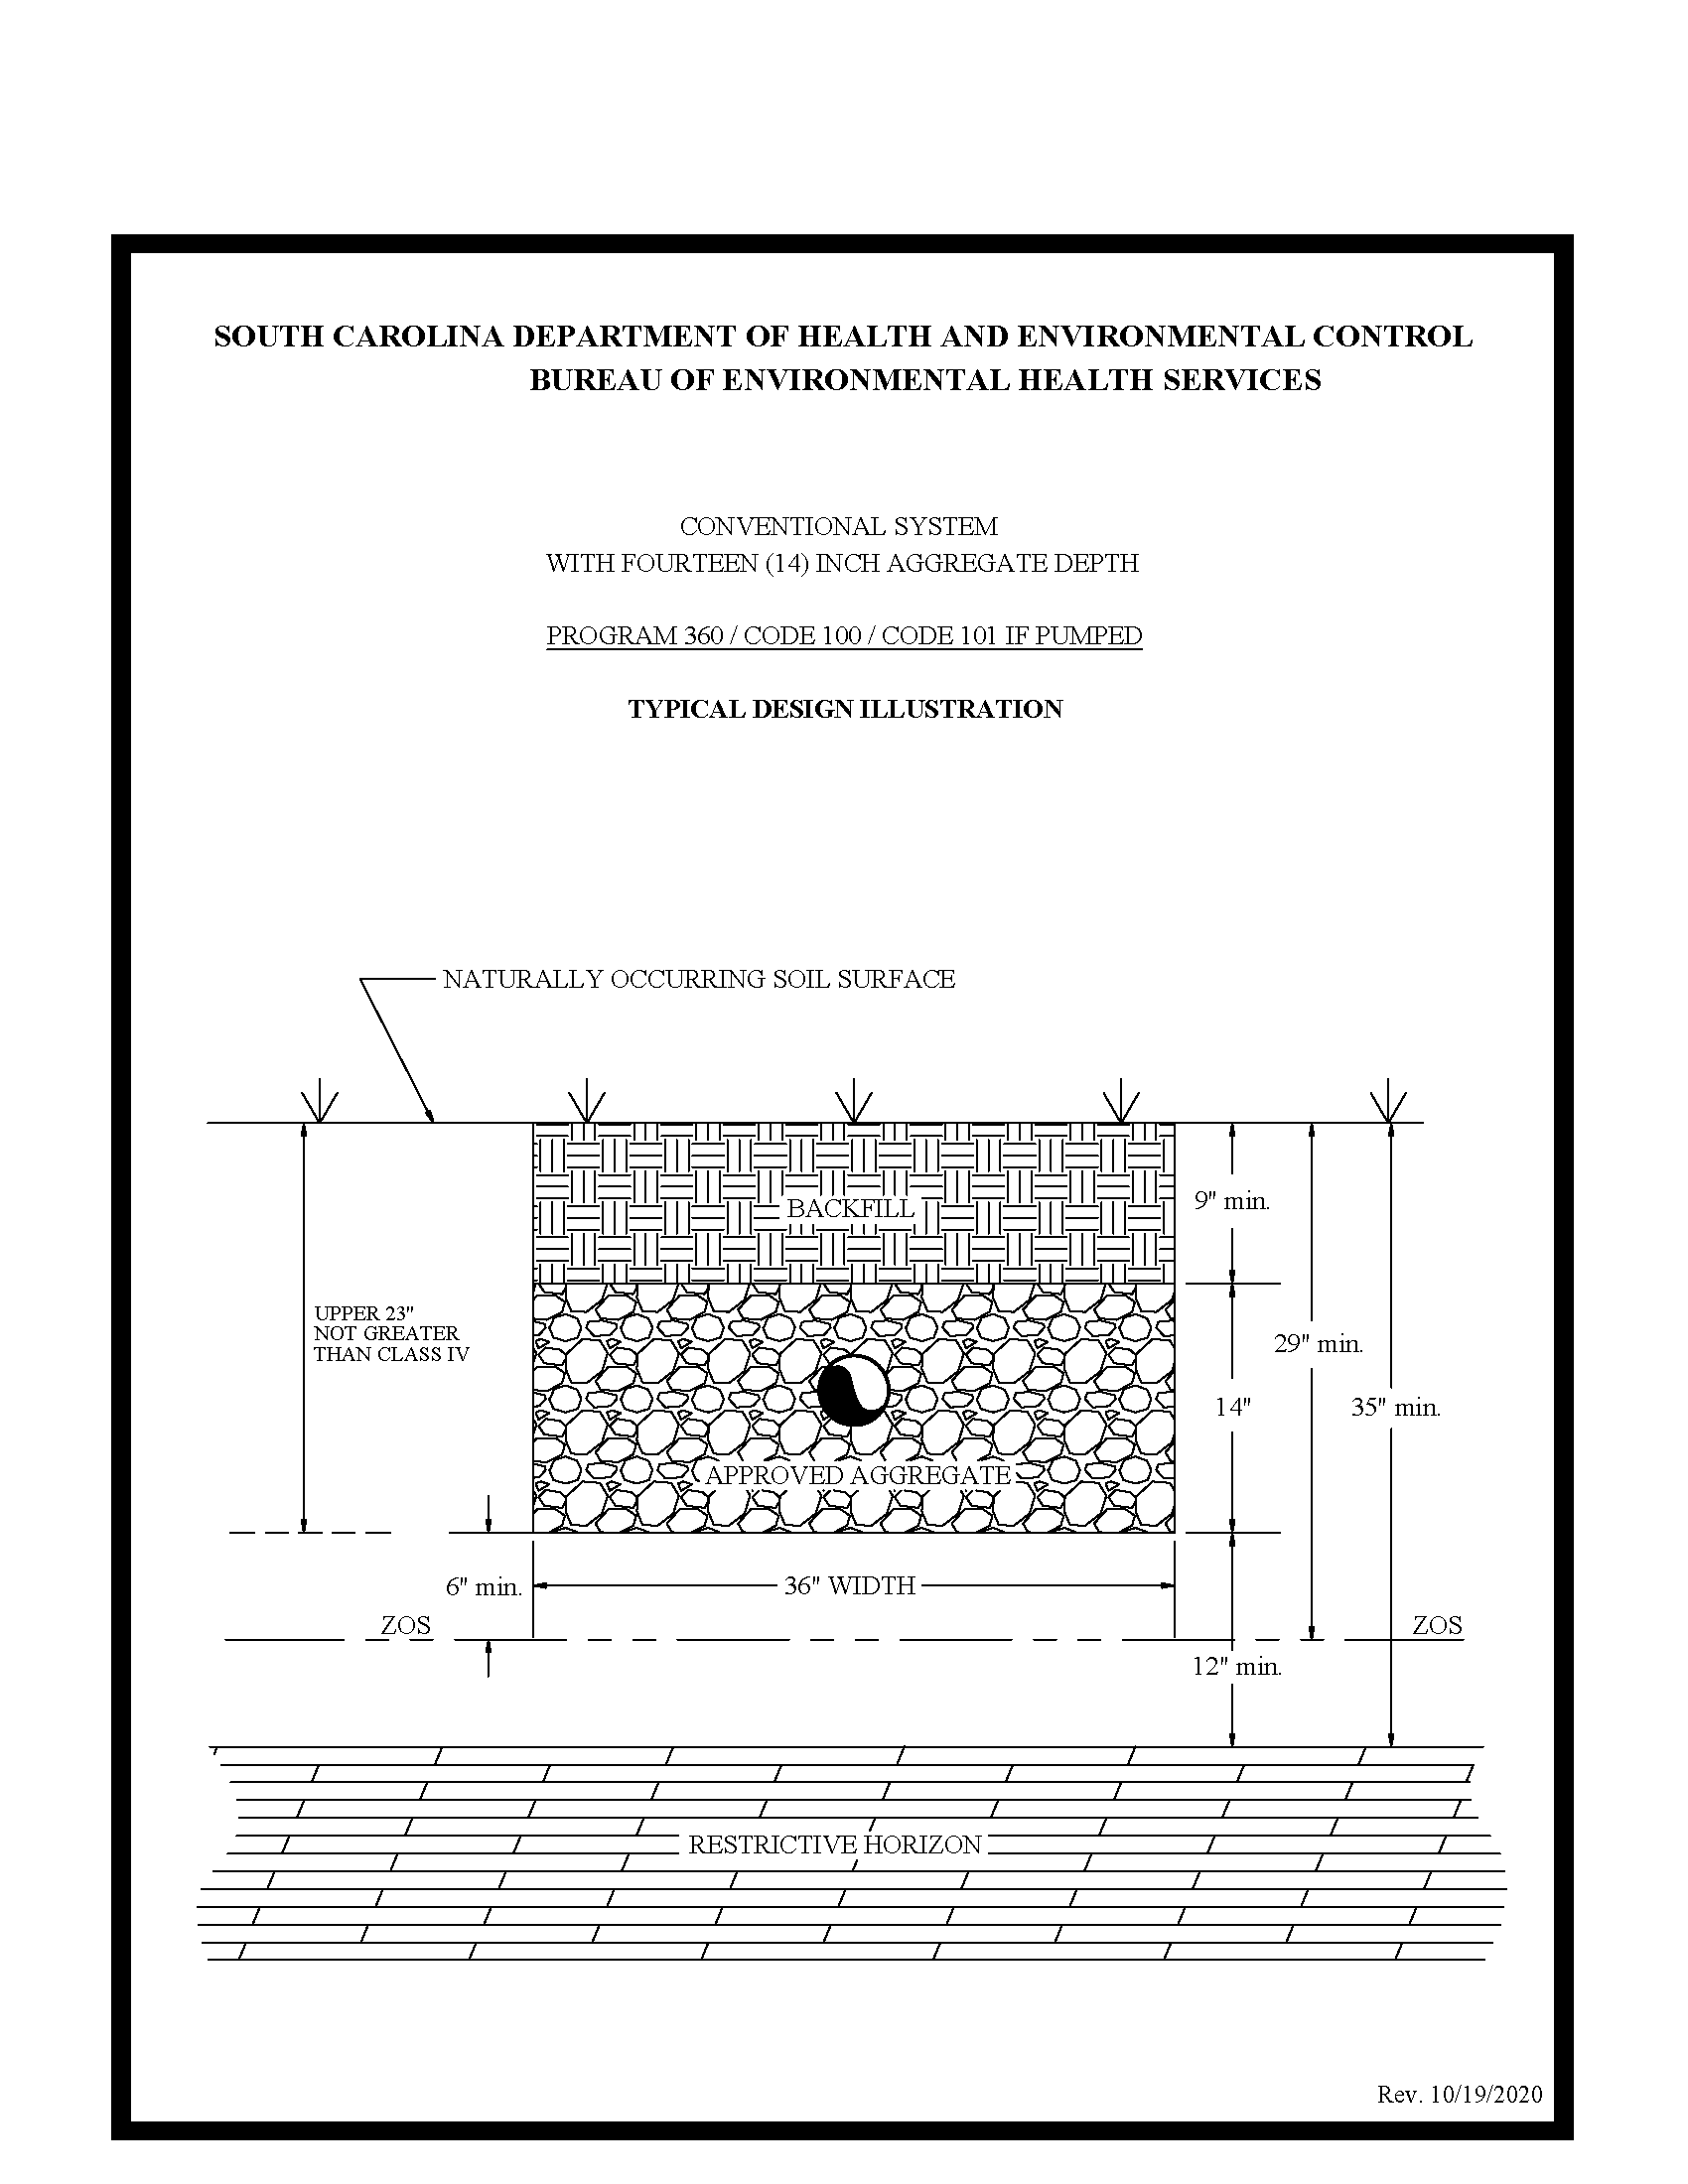 SOUTH CAROLINA DEPARTMENT OF HEALTH AND ENVIRONMENTAL CONTROL
BUREAU OF ENVIRONMENTAL HEALTH SERVICES
CONVENTIONAL SYSTEM
WITH FOURTEEN (14) INCH AGGREGATE DEPTH
PROGRAM 360 / CODE 100 / CODE 101 IF PUMPED
TYPICAL DESIGN ILLUSTRATION
NATURALLY OCCURRING SOIL SURFACE
BACKFILL
9" min.
UPPER 23"
NOT GREATER
THAN CLASS IV
29" min.
14"
35" min.
APPROVED AGGREGATE
6" min.
36" WIDTH
ZOS
ZOS
12" min.
RESTRICTIVE HORIZON
Rev. 10/19/2020